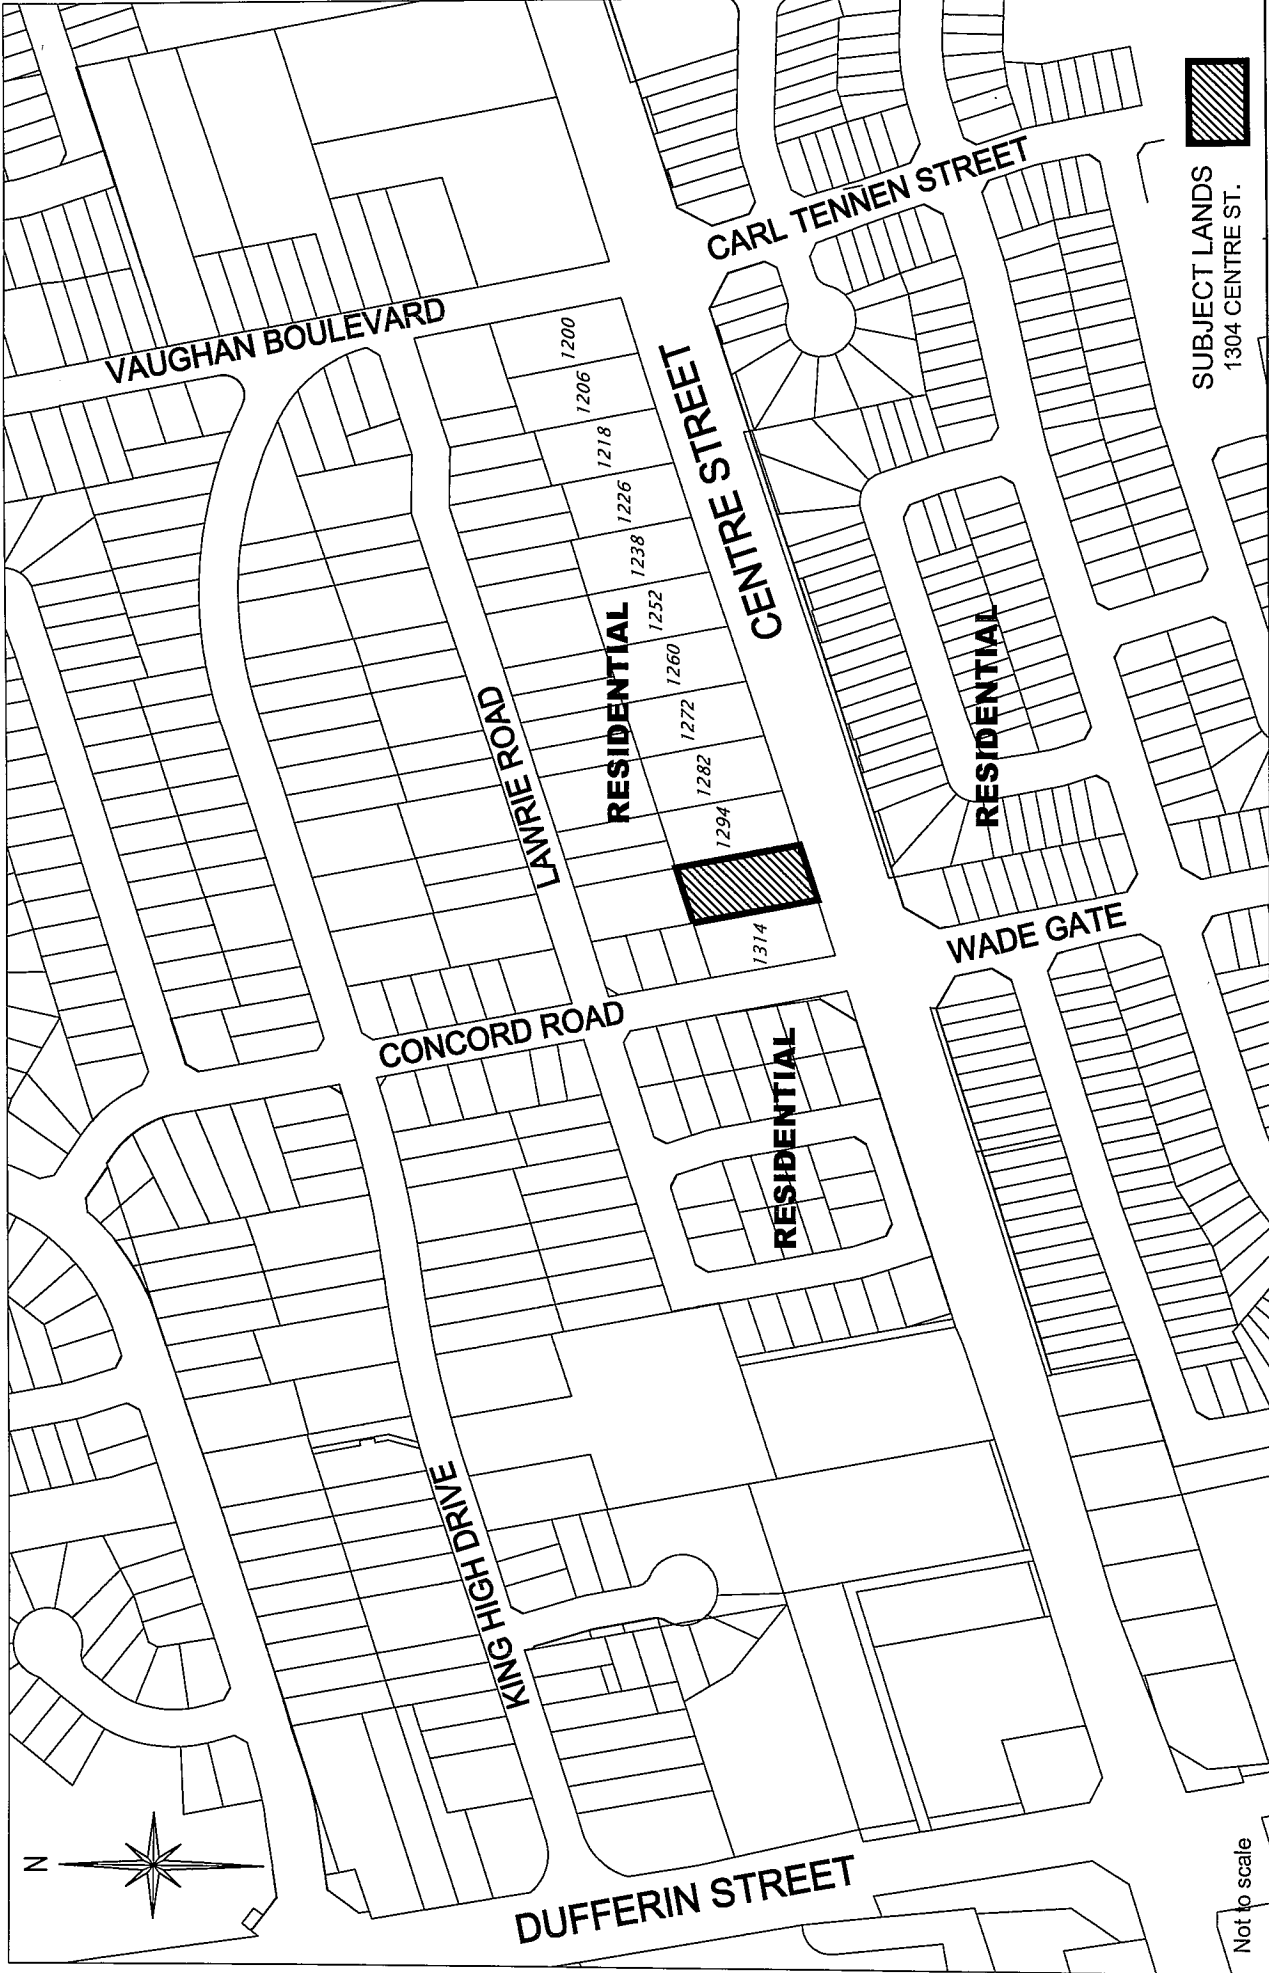 N
VAUGHAN BOULEVARD
1200
1206
1218
1226
1238
1252
1260
1272
1282
1294
1314
RESIDENTIAL
CENTRE STREET
CARL TENNEN STREET
LAWRIE ROAD
RESIDENTIAL
CONCORD ROAD
WADE GATE
RESIDENTIAL
KING HIGH DRIVE
DUFFERIN STREET
SUBJECT LANDS
1304 CENTRE ST.
Not to scale